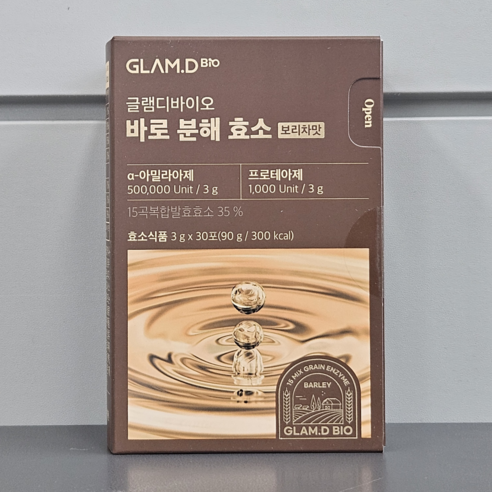 GLAM.D Bio
Open
글램디바이오
바로 분해 효소 보리차맛
α-아밀라아제
500,000 Unit / 3 g
프로테아제
1,000 Unit / 3 g
15곡복합발효효소 35 %
효소식품 3 g x 30포(90 g / 300 kcal)
15 MIX GRAIN ENZYME
BARLEY
GLAM.D BIO